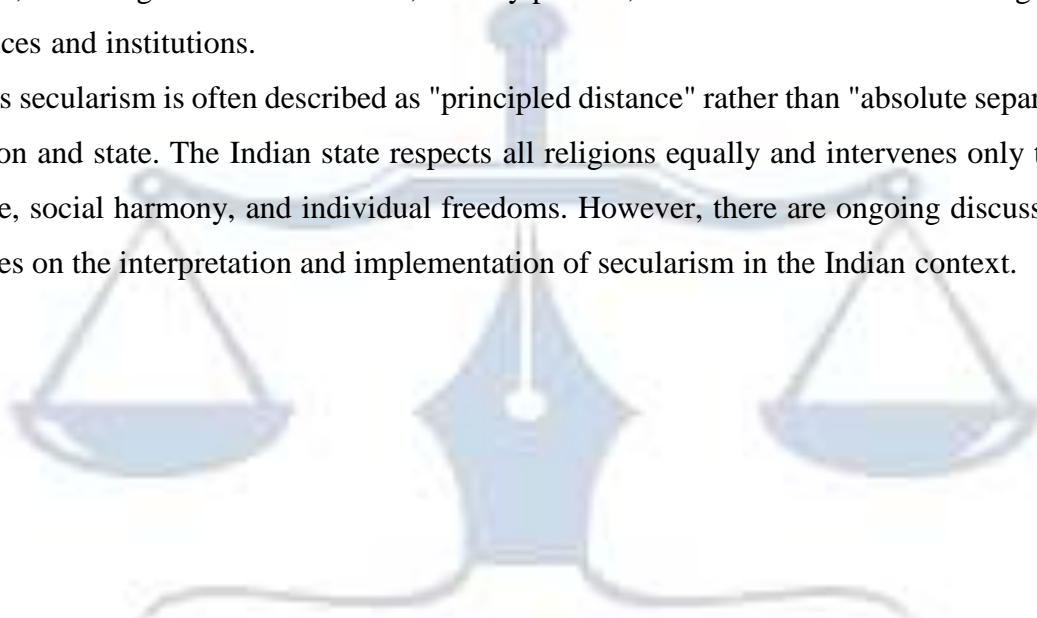 ces and institutions.
s secularism is often described as "principled distance" rather than "absolute separ
on and state. The Indian state respects all religions equally and intervenes only t
e, social harmony, and individual freedoms. However, there are ongoing discuss
es on the interpretation and implementation of secularism in the Indian context.